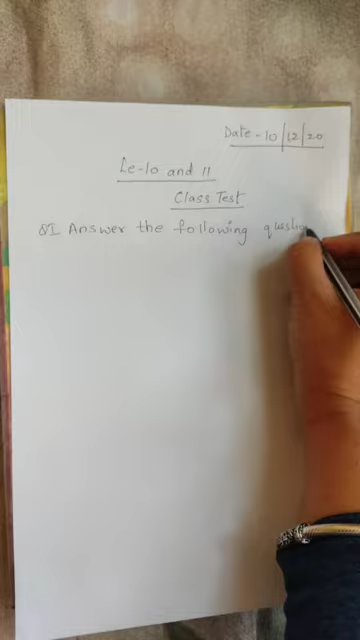 Date - 10/12/20
Le-10 and 11
Class Test
Q1 Answer the following